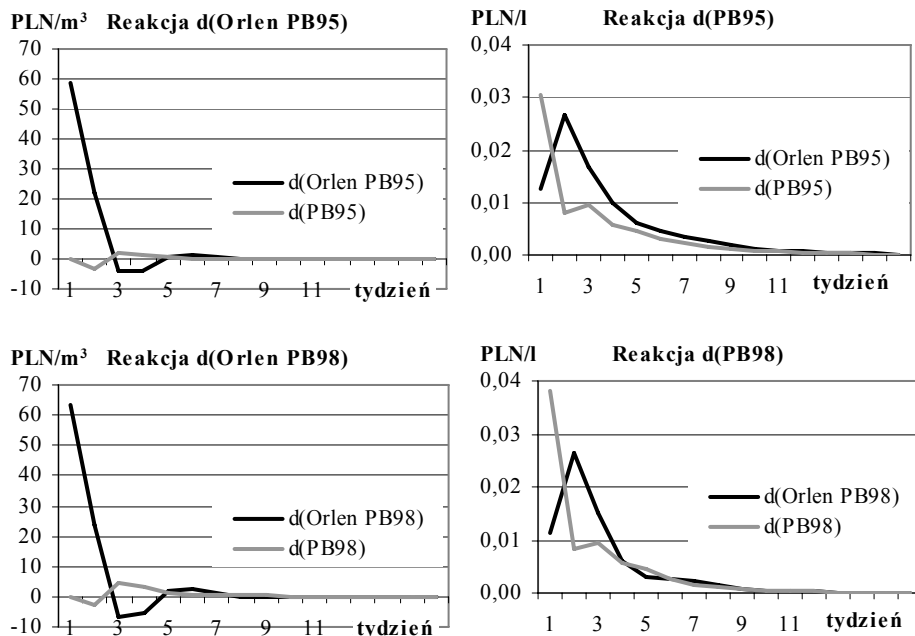 PLN/m³ Reakcja d(Orlen PB95)
70
60
50
40
30
20
10
0
-10
1 3 5 7 9 11 tydzień
d(Orlen PB95)
d(PB95)
PLN/l Reakcja d(PB95)
0,04
0,03
0,02
0,01
0,00
1 3 5 7 9 11 tydzień
d(Orlen PB95)
d(PB95)
PLN/m³ Reakcja d(Orlen PB98)
70
60
50
40
30
20
10
0
-10
1 3 5 7 9 11 tydzień
d(Orlen PB98)
d(PB98)
PLN/l Reakcja d(PB98)
0,04
0,03
0,02
0,01
0,00
1 3 5 7 9 11 tydzień
d(Orlen PB98)
d(PB98)